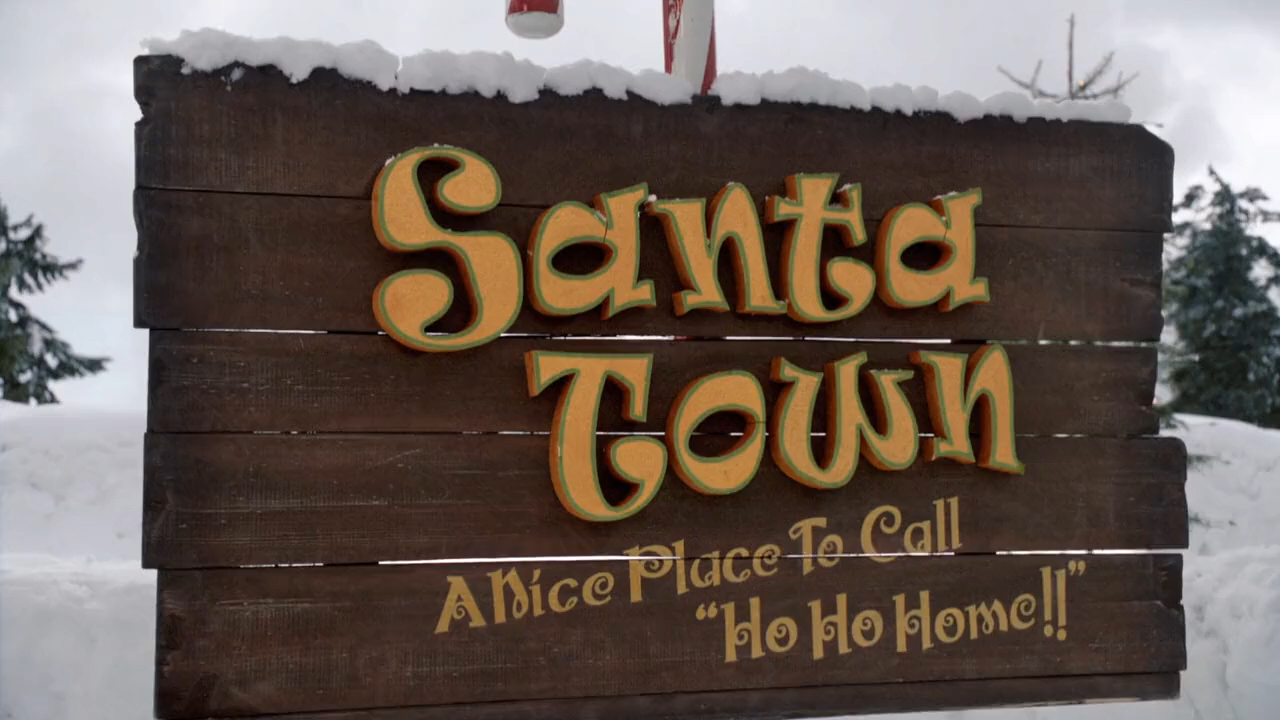 Santa
Town
A Nice Place To Call
“Ho Ho Home!!”